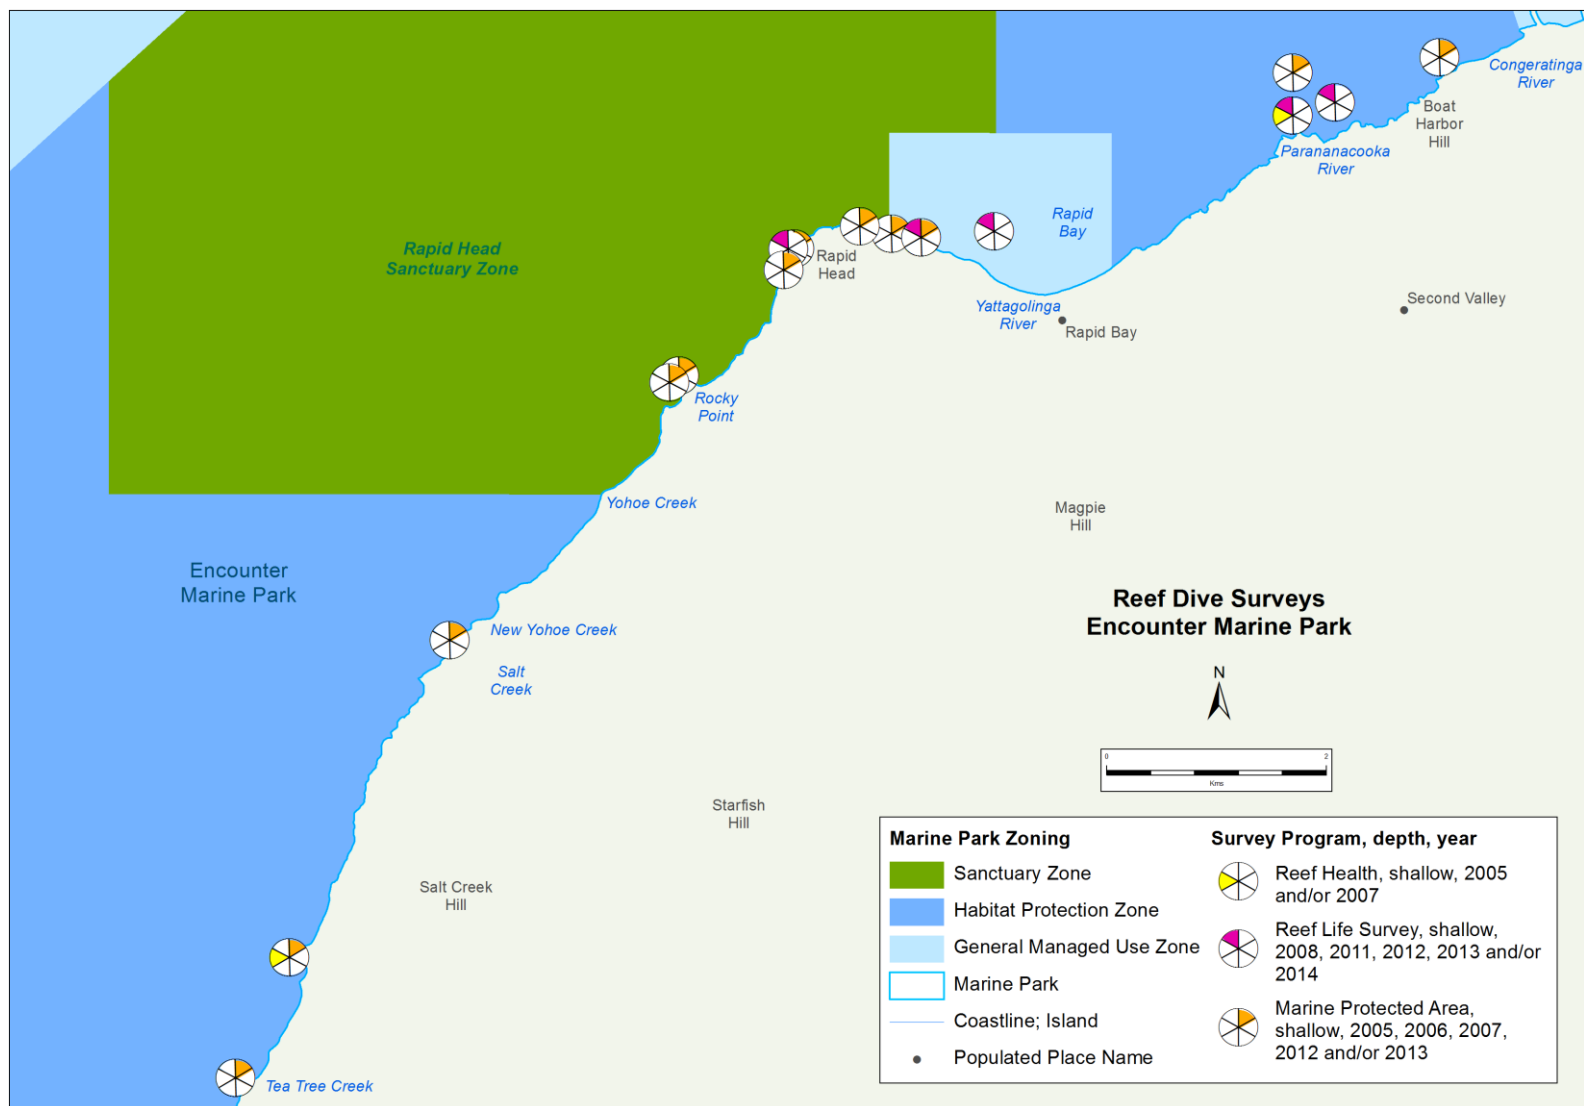 Congeratinga
River
Boat
Harbor
Hill
Parananacooka
River
Rapid
Bay
Rapid Head
Sanctuary Zone
Rapid
Head
Yattagolinga
River
Rapid Bay
Second Valley
Rocky
Point
Yohoe Creek
Magpie
Hill
Encounter
Marine Park
New Yohoe Creek
Salt
Creek
Reef Dive Surveys
Encounter Marine Park
N
0 2
Kms
Starfish
Hill
Salt Creek
Hill
Tea Tree Creek
Marine Park Zoning
Sanctuary Zone
Habitat Protection Zone
General Managed Use Zone
Marine Park
Coastline; Island
Populated Place Name
Survey Program, depth, year
Reef Health, shallow, 2005
and/or 2007
Reef Life Survey, shallow,
2008, 2011, 2012, 2013 and/or
2014
Marine Protected Area,
shallow, 2005, 2006, 2007,
2012 and/or 2013